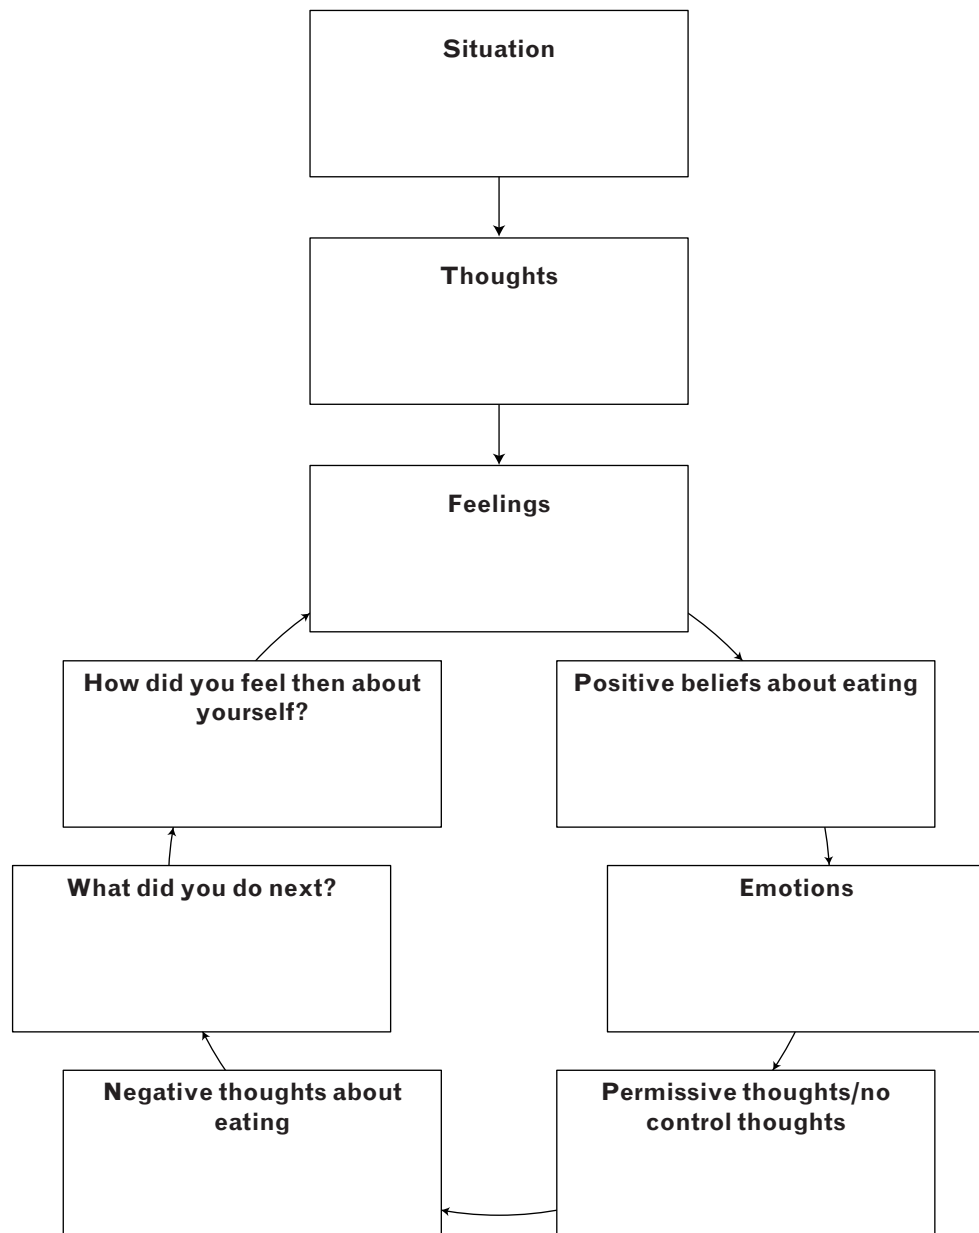 Situation
Thoughts
Feelings
How did you feel then about
yourself?
Positive beliefs about eating
What did you do next?
Emotions
Negative thoughts about
eating
Permissive thoughts/no
control thoughts